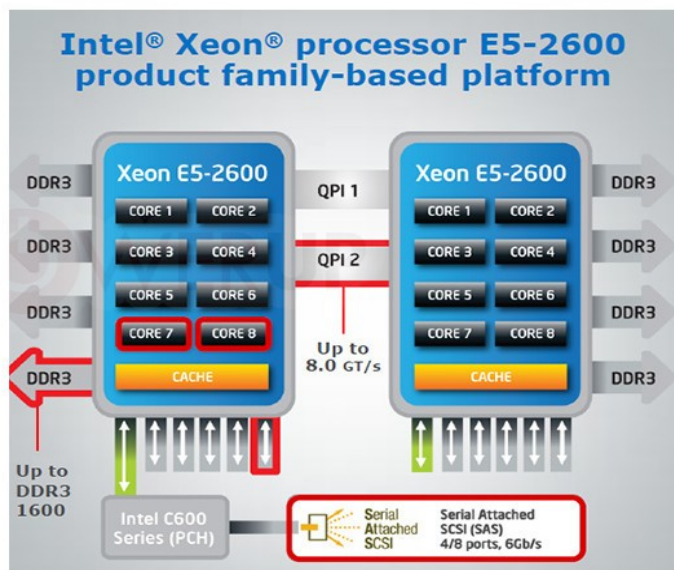 Intel® Xeon® processor E5-2600
product family-based platform
Xeon E5-2600
CORE 1 CORE 2
CORE 3 CORE 4
CORE 5 CORE 6
CORE 7 CORE 8
CACHE
DDR3
DDR3
DDR3
DDR3
Up to
DDR3
1600
QPI 1
QPI 2
Up to
8.0 GT/s
Xeon E5-2600
CORE 1 CORE 2
CORE 3 CORE 4
CORE 5 CORE 6
CORE 7 CORE 8
CACHE
DDR3
DDR3
DDR3
DDR3
Intel C600
Series (PCH)
Serial
Attached
SCSI
Serial Attached
SCSI (SAS)
4/8 ports, 6Gb/s